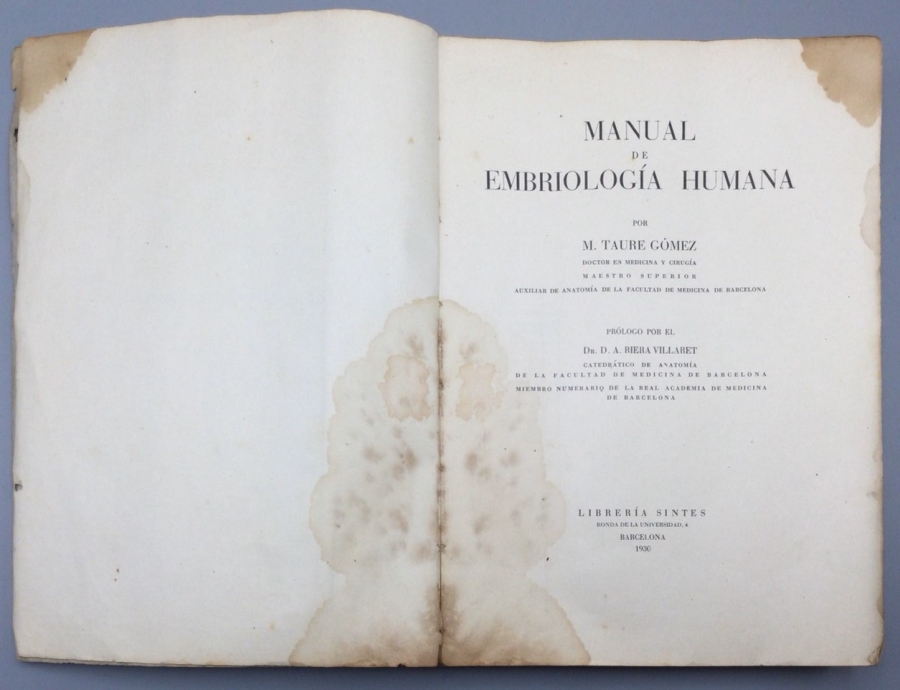 MANUAL
DE
EMBRIOLOGÍA HUMANA
POR
M. TAURE GÓMEZ
DOCTOR EN MEDICINA Y CIRUGÍA
MAESTRO SUPERIOR
AUXILIAR DE ANATOMÍA DE LA FACULTAD DE MEDICINA DE BARCELONA
PRÓLOGO POR EL
DR. D. A. RIERA VILLARET
CATEDRÁTICO DE ANATOMÍA
DE LA FACULTAD DE MEDICINA DE BARCELONA
MIEMBRO NUMERARIO DE LA REAL ACADEMIA DE MEDICINA
DE BARCELONA
LIBRERÍA SINTES
RONDA DE LA UNIVERSIDAD, 4
BARCELONA
1930